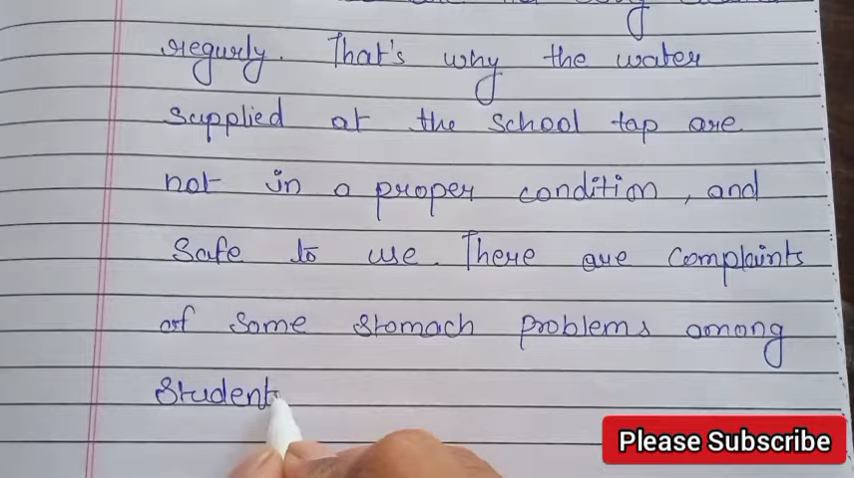 regurly. That's why the water
supplied at the school tap are
not in a proper condition, and
safe to use. There are complaints
of some stomach problems among
Student
Please Subscribe